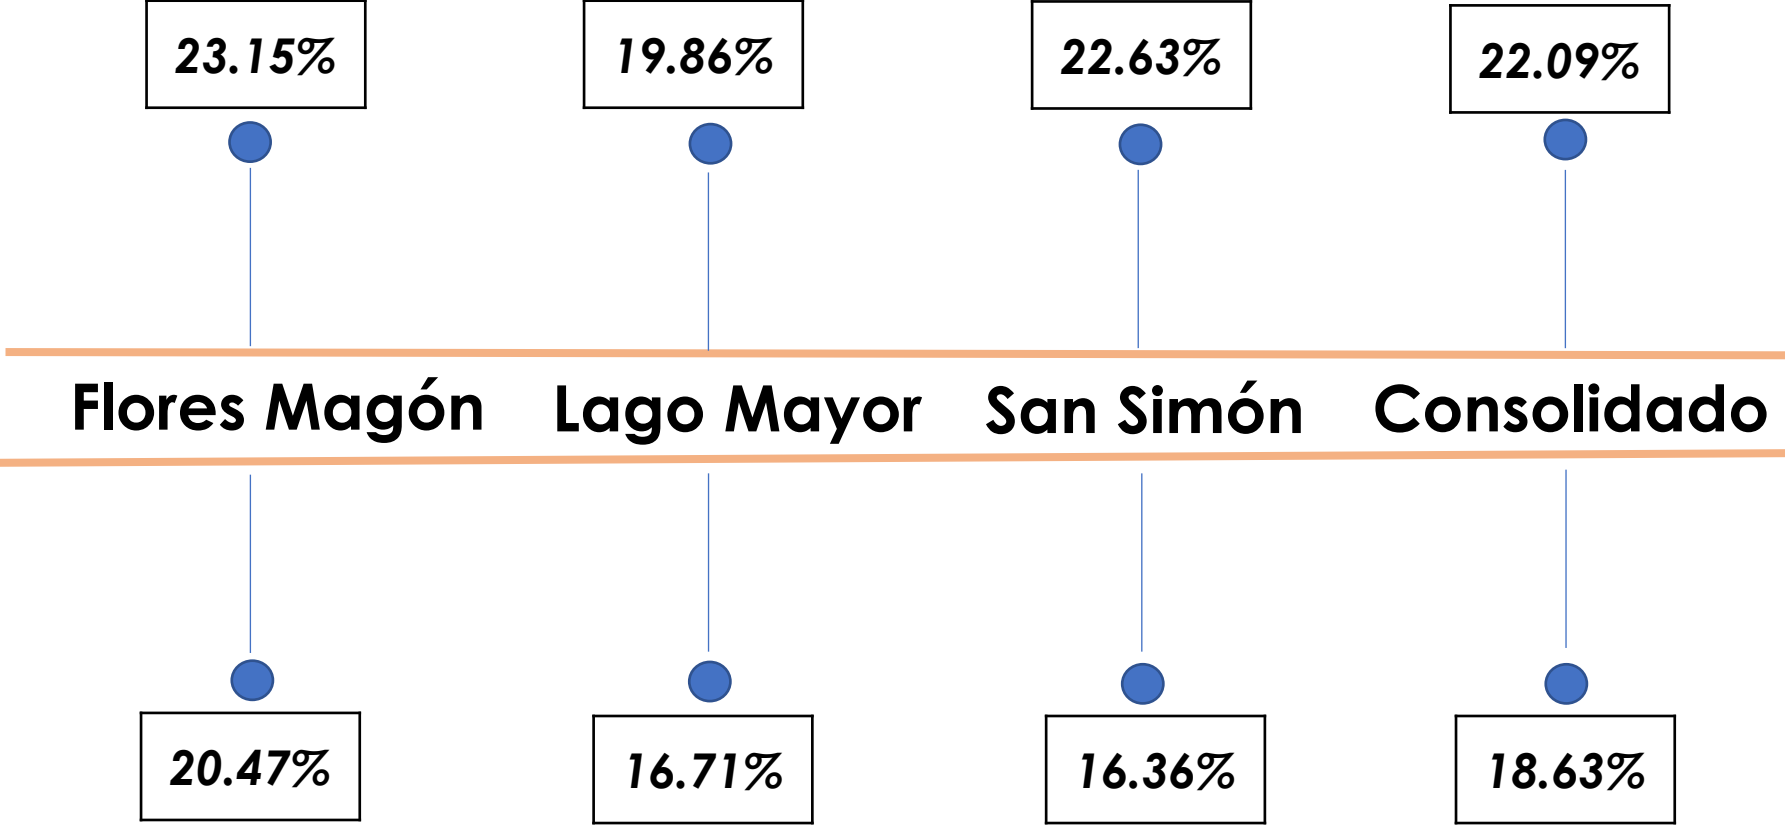 23.15% 19.86% 22.63% 22.09%
Flores Magón Lago Mayor San Simón Consolidado
20.47% 16.71% 16.36% 18.63%